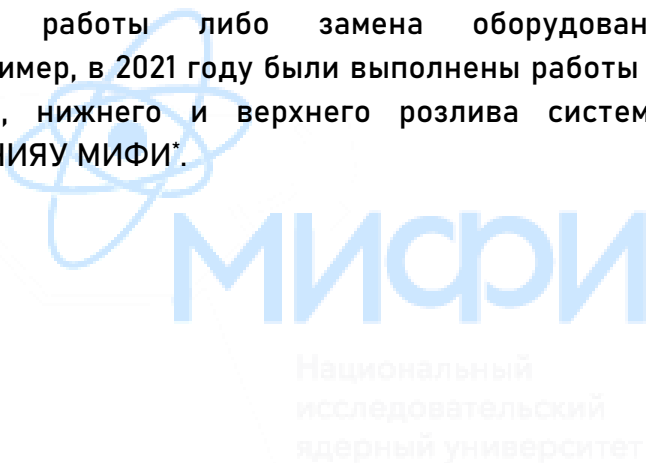 работы либо замена оборудован
имер, в 2021 году были выполнены работы
, нижнего и верхнего розлива систем
НИЯУ МИФИ*.
МИФИ
Национальный
исследовательский
ядерный университет